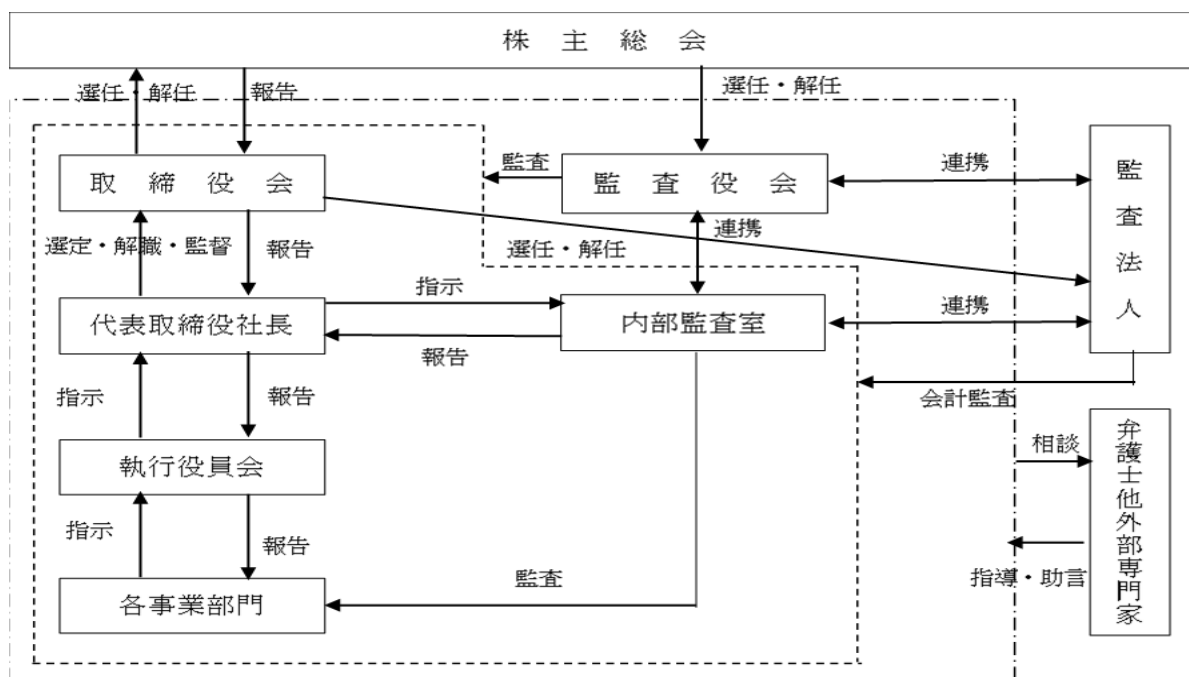 株主総会
選任・解任
報告
選任・解任
取締役会
監査
監査役会
連携
監査法人
選定・解職・監督
報告
選任・解任
連携
代表取締役社長
指示
報告
内部監査室
連携
会計監査
指示
報告
執行役員会
相談
弁護士他外部専門家
指示
報告
指導・助言
各事業部門
監査